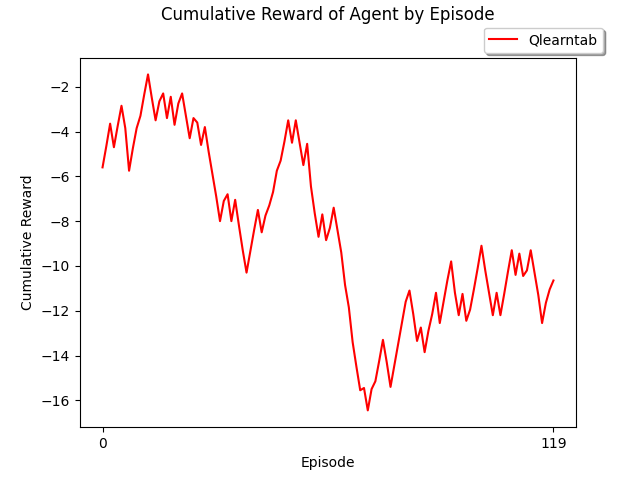 Cumulative Reward of Agent by Episode
Qlearntab
−2
−4
−6
−8
−10
−12
−14
−16
Cumulative Reward
0
119
Episode